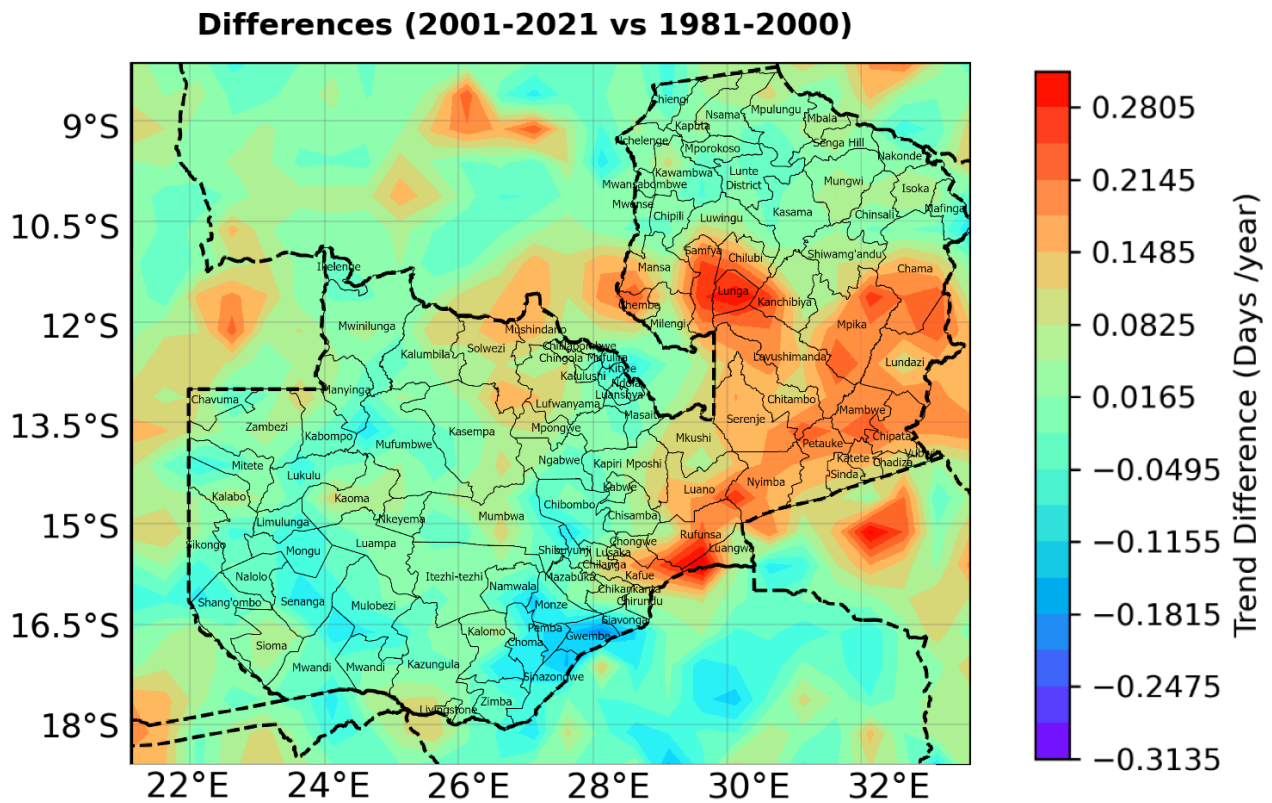 Differences (2001-2021 vs 1981-2000)
9°S
10.5°S
12°S
13.5°S
15°S
16.5°S
18°S
22°E
24°E
26°E
28°E
30°E
32°E
0.2805
0.2145
0.1485
0.0825
0.0165
−0.0495
−0.1155
−0.1815
−0.2475
−0.3135
Trend Difference (Days /year)
Nsama
Mpulungu
Mbala
Kaputa
Senga Hill
Mporokoso
Nakonde
Kawambwa
Lunte
District
Mungwi
Mwansabombwe
Isoka
Mwense
Chipili
Luwingu
Kasama
Chinsali
Mafinga
Samfya
Chilubi
Shiwamg'andu
Mansa
Chama
Lunga
Kanchibiya
Chemba
Milengi
Mpika
Mwinilunga
Mushindano
Kalumbila
Solwezi
Chililabombwe
Chingola
Mufulira
Kitwe
Kalulushi
Ndola
Luanshya
Lavushimanda
Lundazi
Manyinga
Chavuma
Lufwanyama
Masaiti
Chitambo
Mambwe
Serenje
Zambezi
Kabompo
Mufumbwe
Kasempa
Mpongwe
Mkushi
Petauke
Chipata
Katete
Chadiza
Mitete
Lukulu
Ngabwe
Kapiri Mposhi
Sinda
Nyimba
Kalabo
Kaoma
Kabwe
Luano
Chibombo
Limulunga
Nkeyema
Mumbwa
Chisamba
Sikongo
Mongu
Luampa
Shibuyunji
Chongwe
Lusaka
Rufunsa
Luangwa
Chilanga
Nalolo
Itezhi-tezhi
Mazabuka
Kafue
Namwala
Chikankanta
Chirundu
Shang'ombo
Senanga
Mulobezi
Monze
Siavonga
Pemba
Gwembe
Kalomo
Choma
Sioma
Mwandi
Mwandi
Kazungula
Sinazongwe
Zimba
Livingstone